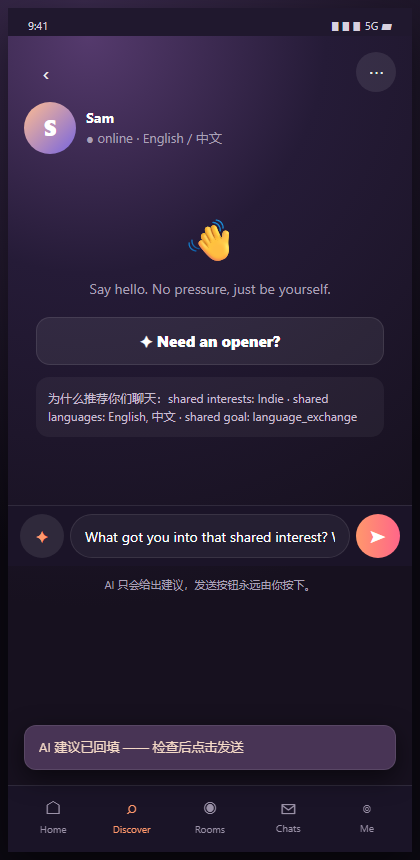 9:41
5G
Sam
online · English / 中文
Say hello. No pressure, just be yourself.
✦ Need an opener?
为什么推荐你们聊天：shared interests: Indie · shared
languages: English, 中文 · shared goal: language_exchange
What got you into that shared interest?
AI 只会给出建议，发送按钮永远由你按下。
AI 建议已回填 —— 检查后点击发送
Home
Discover
Rooms
Chats
Me